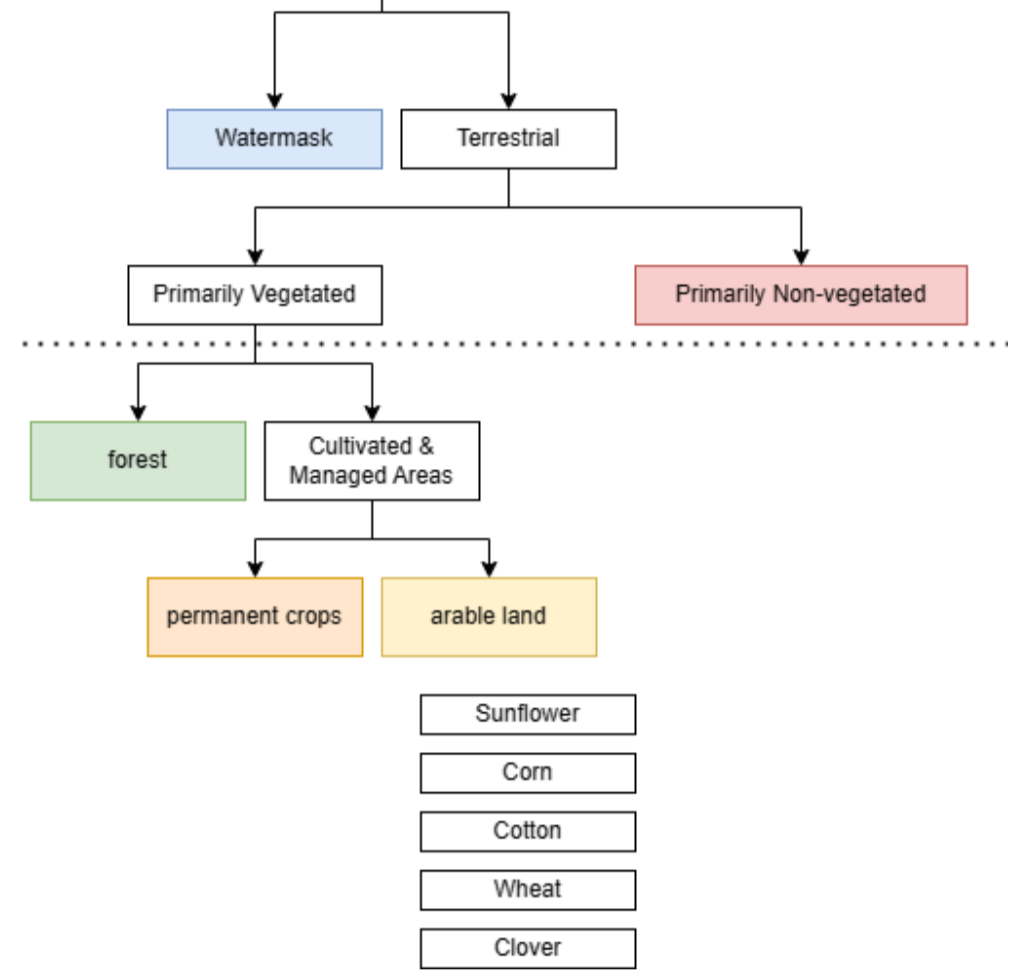 Watermask
Terrestrial
Primarily Vegetated
Primarily Non-vegetated
forest
Cultivated &
Managed Areas
permanent crops
arable land
Sunflower
Corn
Cotton
Wheat
Clover